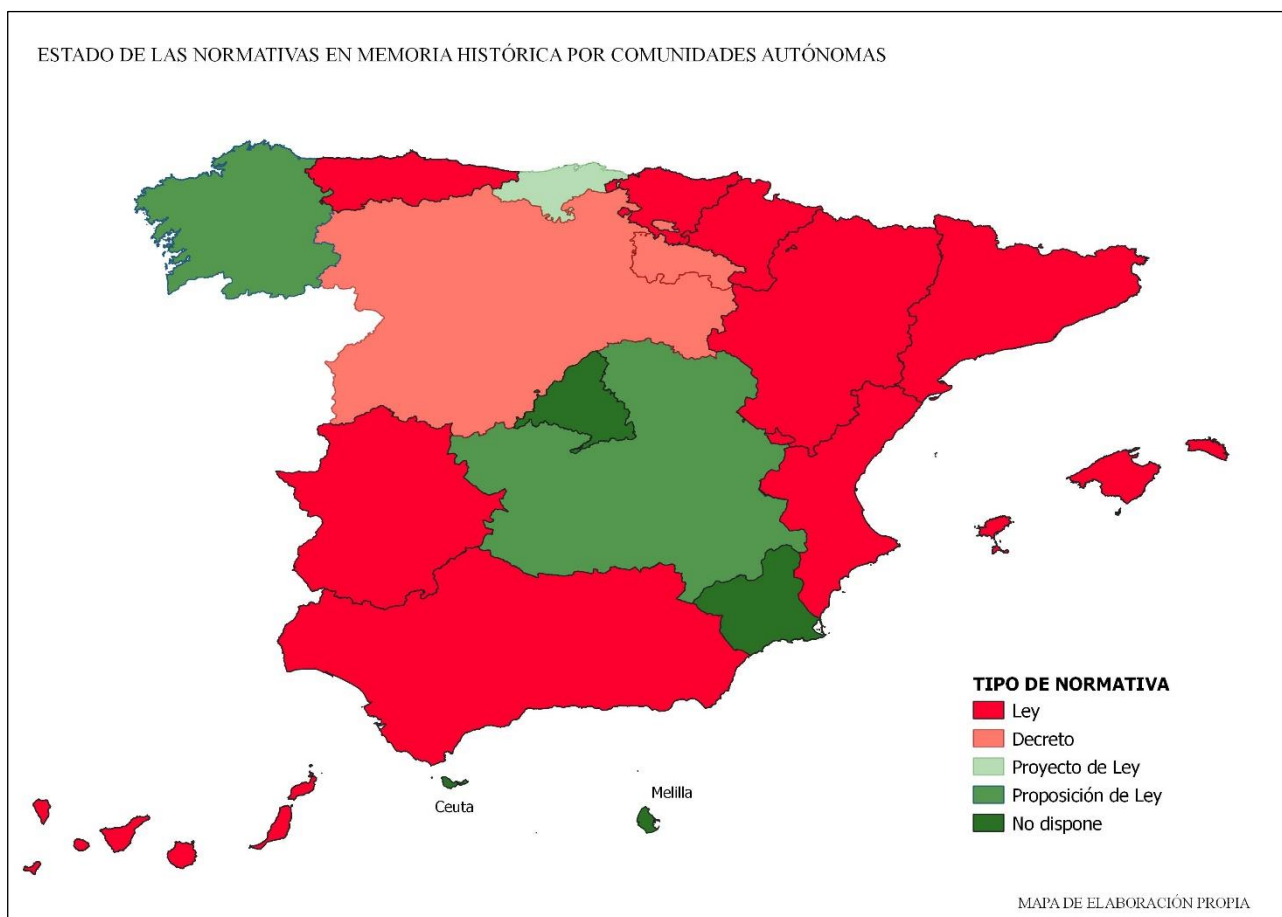 ESTADO DE LAS NORMATIVAS EN MEMORIA HISTÓRICA POR COMUNIDADES AUTÓNOMAS
Ceuta
Melilla
TIPO DE NORMATIVA
Ley
Decreto
Proyecto de Ley
Proposición de Ley
No dispone
MAPA DE ELABORACIÓN PROPIA